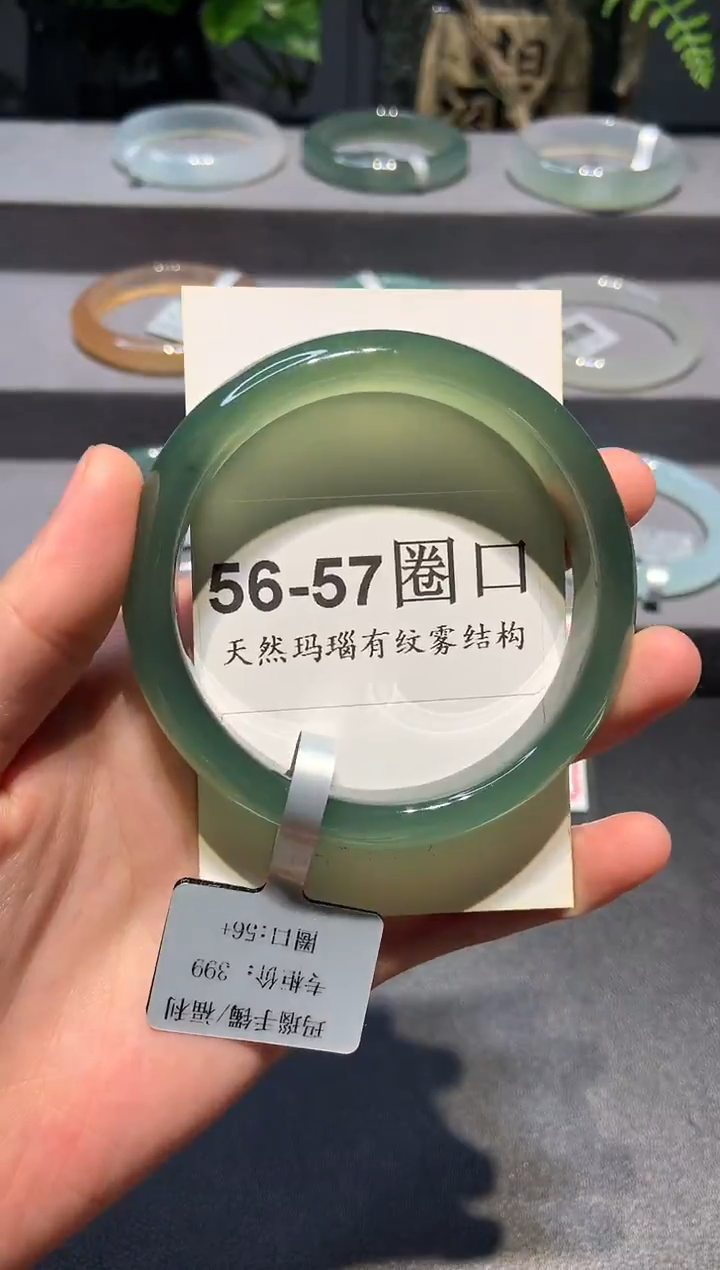 56-57圈口
天然玛瑙有纹雾结构
玛瑙手镯/福利
专柜价: 399
圈口:56+